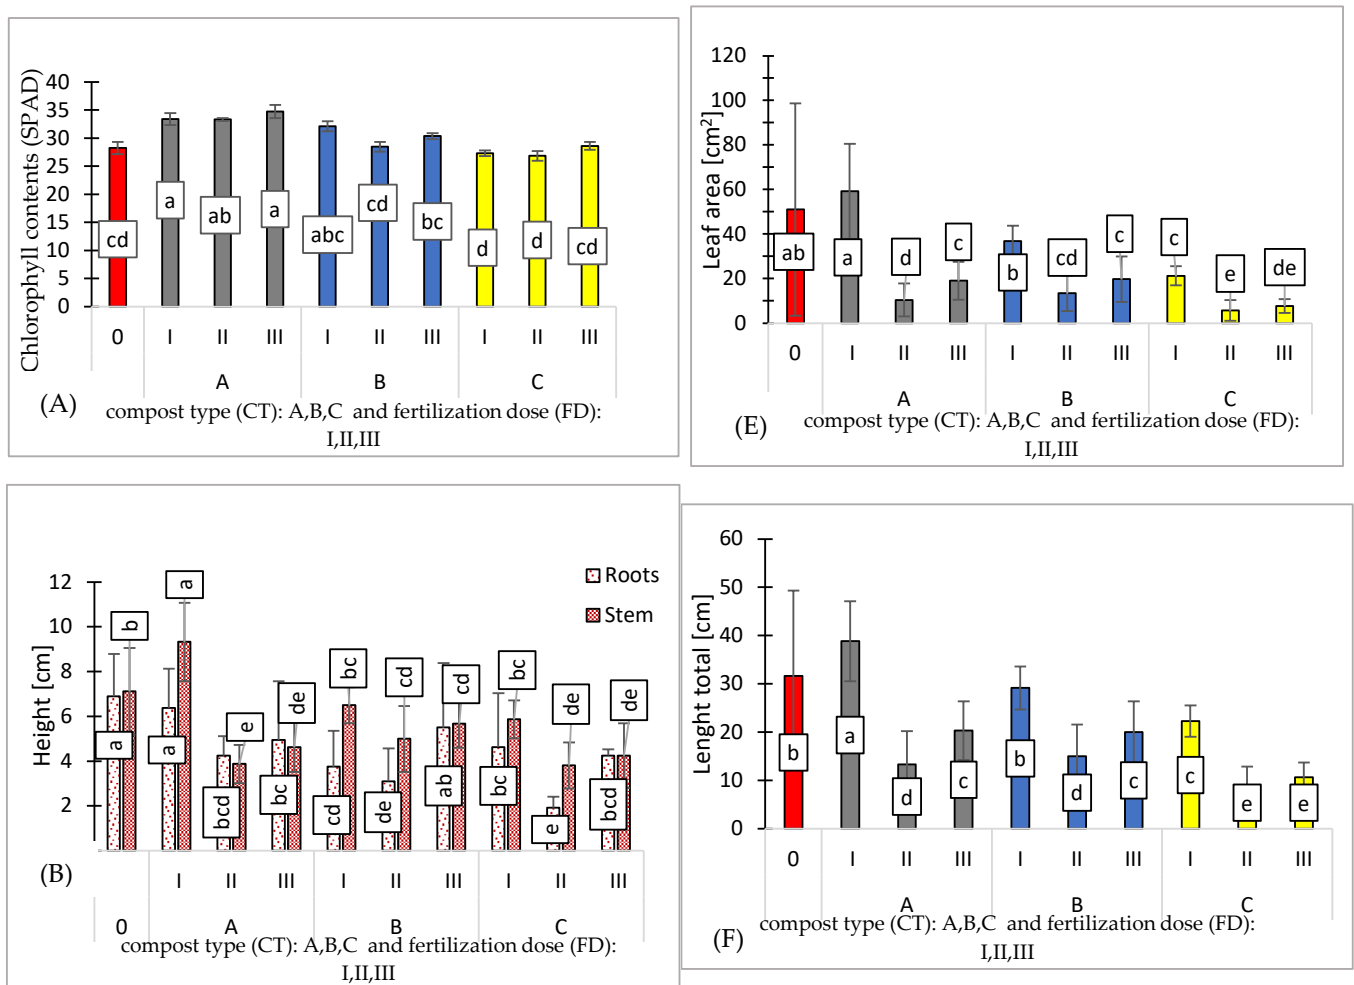 Chlorophyll contents (SPAD)
40
35
30
25
20
15
10
5
0
cd
a
ab
a
abc
cd
bc
d
d
cd
0 I II III I II III I II III
A B C
(A)
compost type (CT): A,B,C and fertilization dose (FD):
I,II,III
Leaf area [cm2]
120
100
80
60
40
20
0
ab
a
d
c
b
cd
c
c
e
de
0 I II III I II III I II III
A B C
(E)
compost type (CT): A,B,C and fertilization dose (FD):
I,II,III
Height [cm]
12
10
8
6
4
2
Roots
Stem
a
b
a
a
bcd
e
bc
de
cd
bc
de
cd
ab
cd
bc
bc
e
de
bcd
de
I II III I II III I II III
0 A B C
(B)
compost type (CT): A,B,C and fertilization dose (FD):
I,II,III
Lenght total [cm]
60
50
40
30
20
10
0
b
a
d
c
b
d
c
c
e
e
0 I II III I II III I II III
A B C
(F)
compost type (CT): A,B,C and fertilization dose (FD):
I,II,III